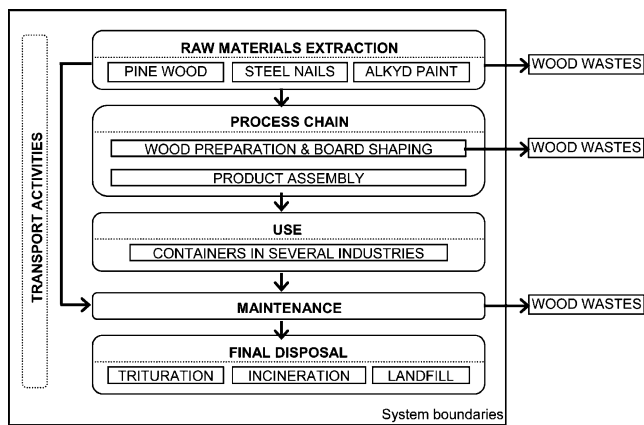 TRANSPORT ACTIVITIES
RAW MATERIALS EXTRACTION
PINE WOOD
STEEL NAILS
ALKYD PAINT
WOOD WASTES
PROCESS CHAIN
WOOD PREPARATION & BOARD SHAPING
WOOD WASTES
PRODUCT ASSEMBLY
USE
CONTAINERS IN SEVERAL INDUSTRIES
MAINTENANCE
WOOD WASTES
FINAL DISPOSAL
TRITURATION
INCINERATION
LANDFILL
System boundaries